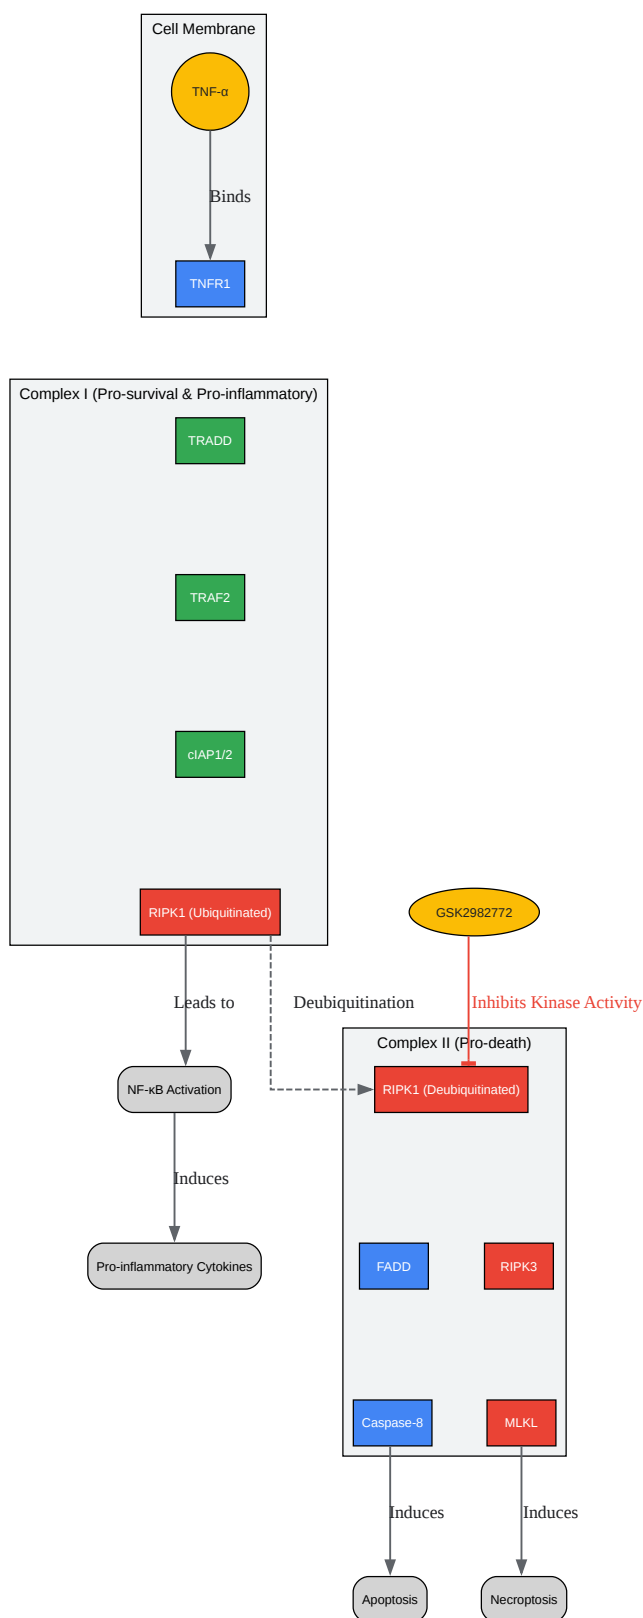 Cell Membrane
TNF-α
Binds
TNFR1
Complex I (Pro-survival & Pro-inflammatory)
TRADD
TRAF2
cIAP1/2
RIPK1 (Ubiquitinated)
GSK2982772
Leads to
Deubiquitination
Inhibits Kinase Activity
Complex II (Pro-death)
NF-κB Activation
RIPK1 (Deubiquitinated)
Induces
Pro-inflammatory Cytokines
FADD
RIPK3
Caspase-8
MLKL
Induces
Induces
Apoptosis
Necroptosis